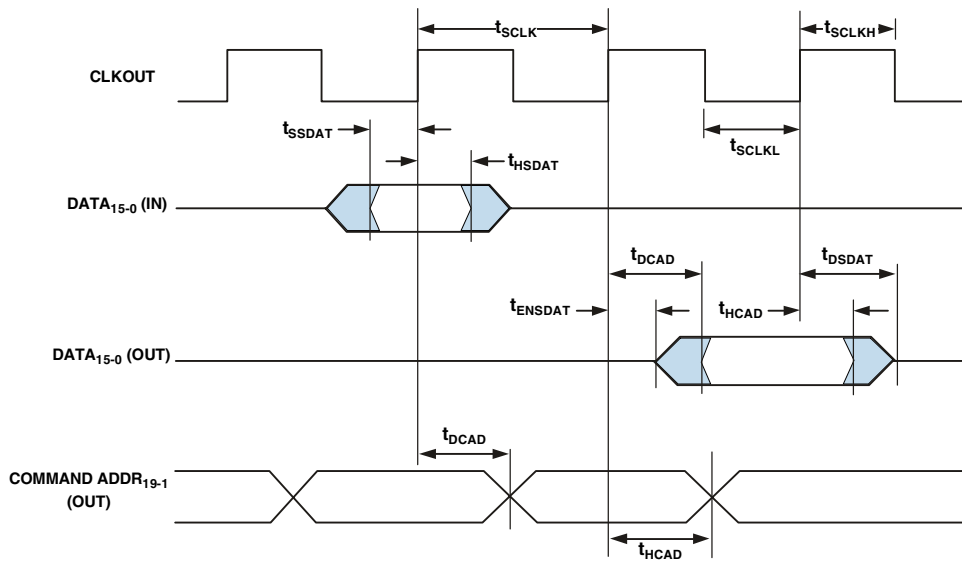 tSCLK
tSCLKH
CLKOUT
tSSDAT
tSCLKL
tHSDAT
DATA15-0 (IN)
tDCAD
tDSDAT
tENSDAT
tHCAD
DATA15-0 (OUT)
tDCAD
COMMAND ADDR19-1
(OUT)
tHCAD